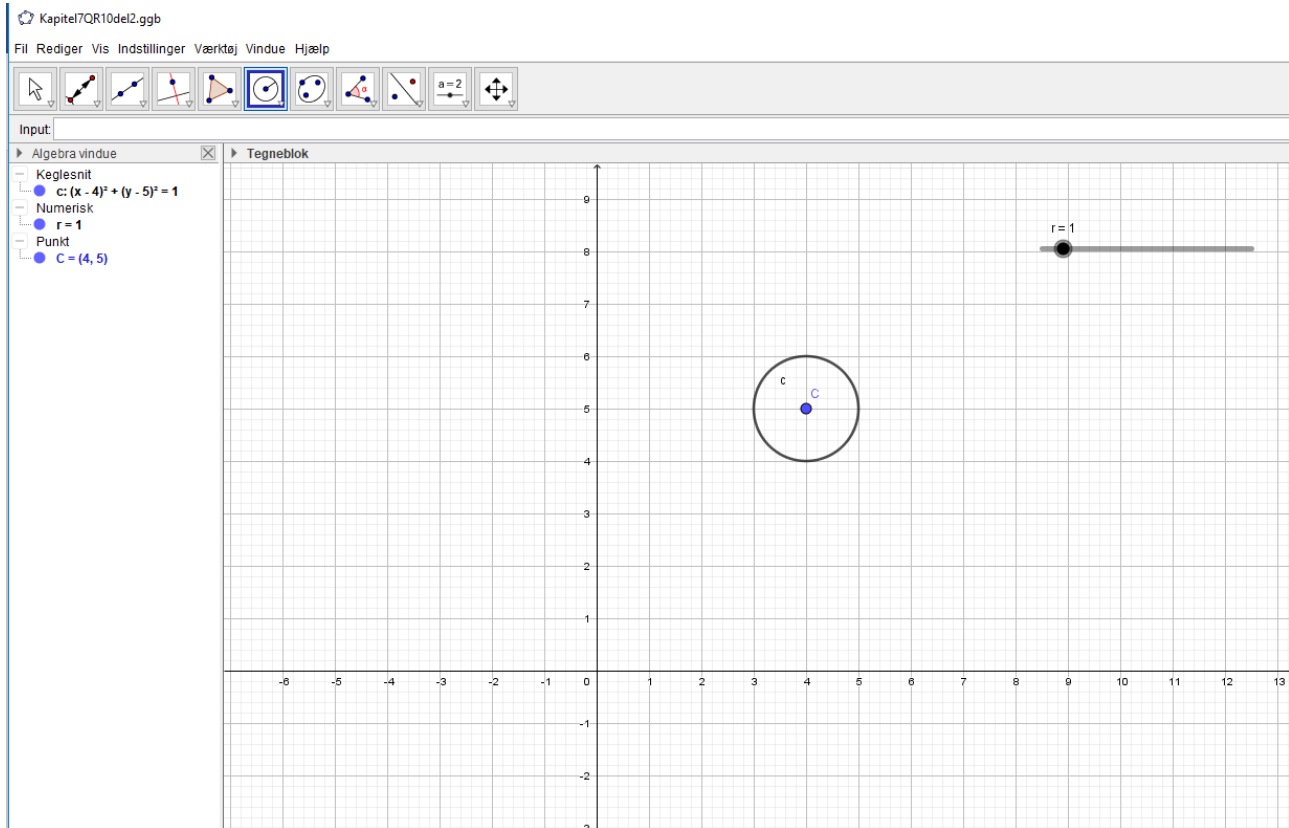 Kapitel7QR10del2.ggb
Fil Rediger Vis Indstillinger Værktøj Vindue Hjælp
a = 2
α
Input:
Algebra vindue
Tegneblok
Keglesnit
c: (x - 4)² + (y - 5)² = 1
Numerisk
r = 1
Punkt
C = (4, 5)
9
r = 1
8
7
6
c
C
5
4
3
2
1
-6 -5 -4 -3 -2 -1 0 1 2 3 4 5 6 7 8 9 10 11 12 13
-1
-2